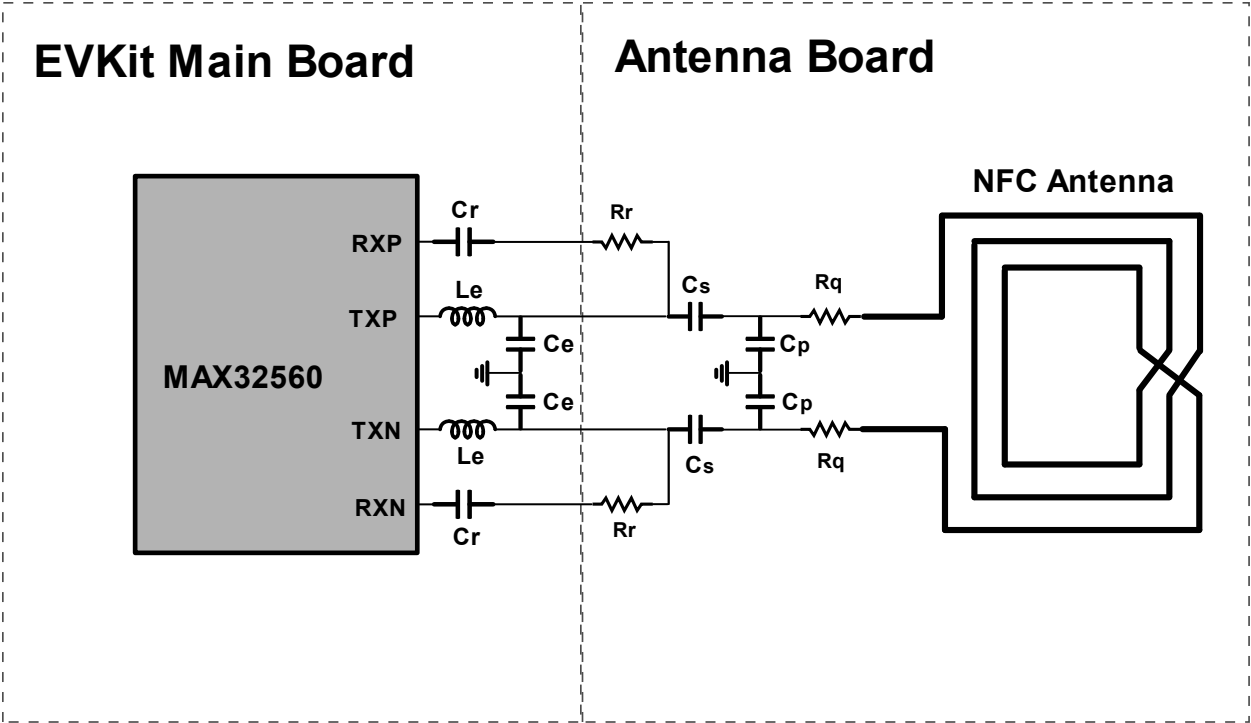 EVKit Main Board
Antenna Board
NFC Antenna
Cr
Rr
RXP
Le
Cs
Rq
TXP
Ce
Cp
MAX32560
Ce
Cp
TXN
Le
Cs
Rq
RXN
Cr
Rr